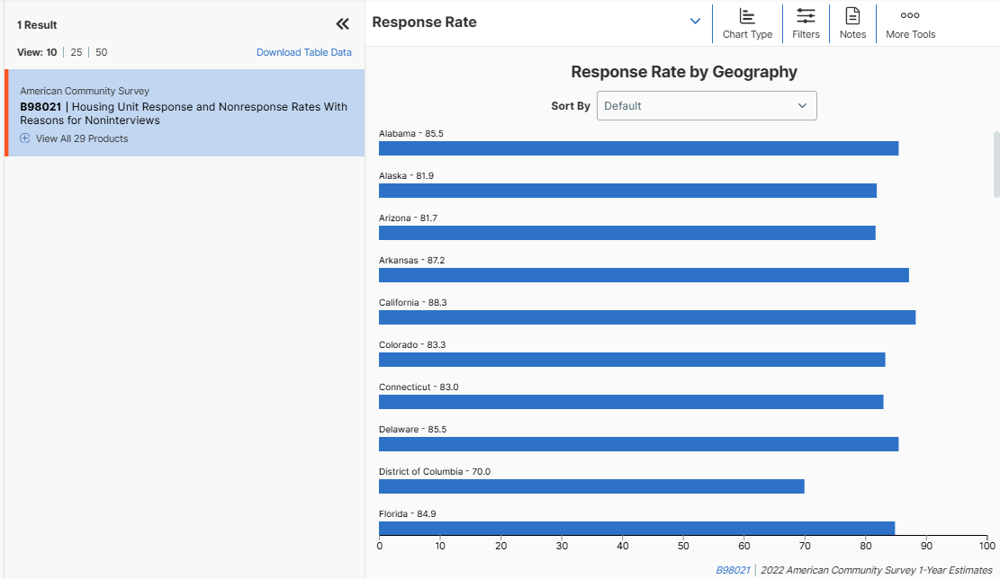 1 Result
View: 10 | 25 | 50
Download Table Data
American Community Survey
B98021 | Housing Unit Response and Nonresponse Rates With
Reasons for Noninterviews
View All 29 Products
Response Rate
Chart Type
Filters
Notes
More Tools
Response Rate by Geography
Sort By
Default
Alabama - 85.5
Alaska - 81.9
Arizona - 81.7
Arkansas - 87.2
California - 88.3
Colorado - 83.3
Connecticut - 83.0
Delaware - 85.5
District of Columbia - 70.0
Florida - 84.9
0 10 20 30 40 50 60 70 80 90 100
B98021 | 2022 American Community Survey 1-Year Estimates